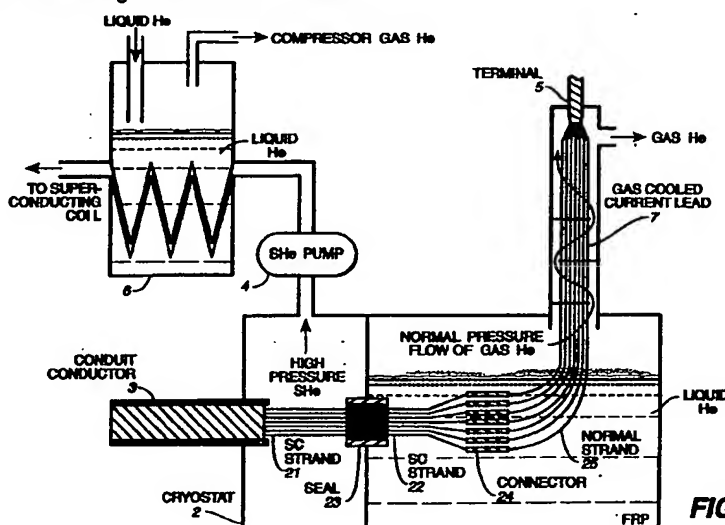 LIQUID He
COMPRESSOR GAS He
TERMINAL
5
GAS He
LIQUID
He
TO SUPER-
CONDUCTING
COIL
GAS COOLED
CURRENT LEAD
7
SHe PUMP
4
6
NORMAL PRESSURE
FLOW OF GAS He
CONDUIT
CONDUCTOR
3
HIGH
PRESSURE
SHe
LIQUID
He
SC
STRAND
21
SC
STRAND
22
NORMAL
STRAND
SEAL
23
CONNECTOR
24
CRYOSTAT
2
FRP
FIG